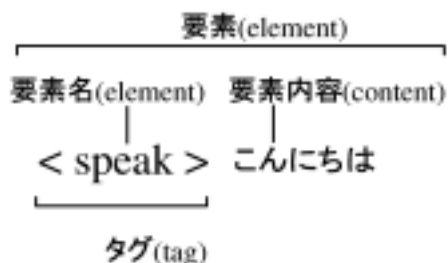 要素(element)
要素名(element) 要素内容(content)
< speak > こんにちは
タグ(tag)